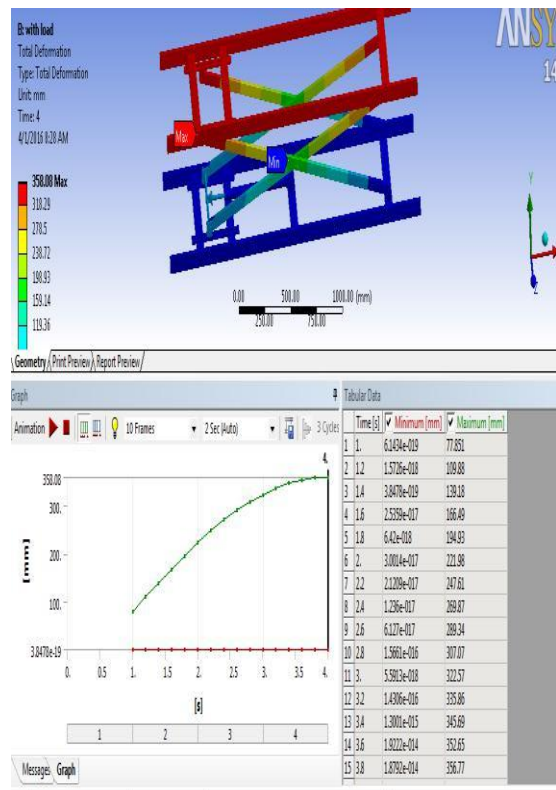 B: with load
Total Deformation
Type: Total Deformation
Unit: mm
Time: 4
4/1/2016 8:28 AM
358.08 Max
318.29
278.5
238.72
198.93
159.14
119.36
ANSY
14
Max
Min
Y
Z
0.00 500.00 1000.00 (mm)
250.00 750.00
Geometry Print Preview Report Preview
Graph
Animation 10 Frames 2 Sec (Auto) 3 Cycles
4.
358.08
300.
200.
100.
3.8478e-19
[mm]
0. 0.5 1. 1.5 2. 2.5 3. 3.5 4.
[s]
1 2 3 4
Messages Graph
Tabular Data
Time [s] Minimum [mm] Maximum [mm]
1 1. 6.1434e-019 77.851
2 1.2 1.5726e-018 109.88
3 1.4 3.8478e-019 139.18
4 1.6 2.5359e-017 166.49
5 1.8 6.42e-018 194.93
6 2. 3.0014e-017 221.98
7 2.2 2.1209e-017 247.61
8 2.4 1.236e-017 269.87
9 2.6 6.127e-017 289.34
10 2.8 1.5661e-016 307.07
11 3. 5.5913e-018 322.57
12 3.2 1.4306e-016 335.86
13 3.4 1.3001e-015 345.69
14 3.6 1.9222e-014 352.65
15 3.8 1.8792e-014 356.77